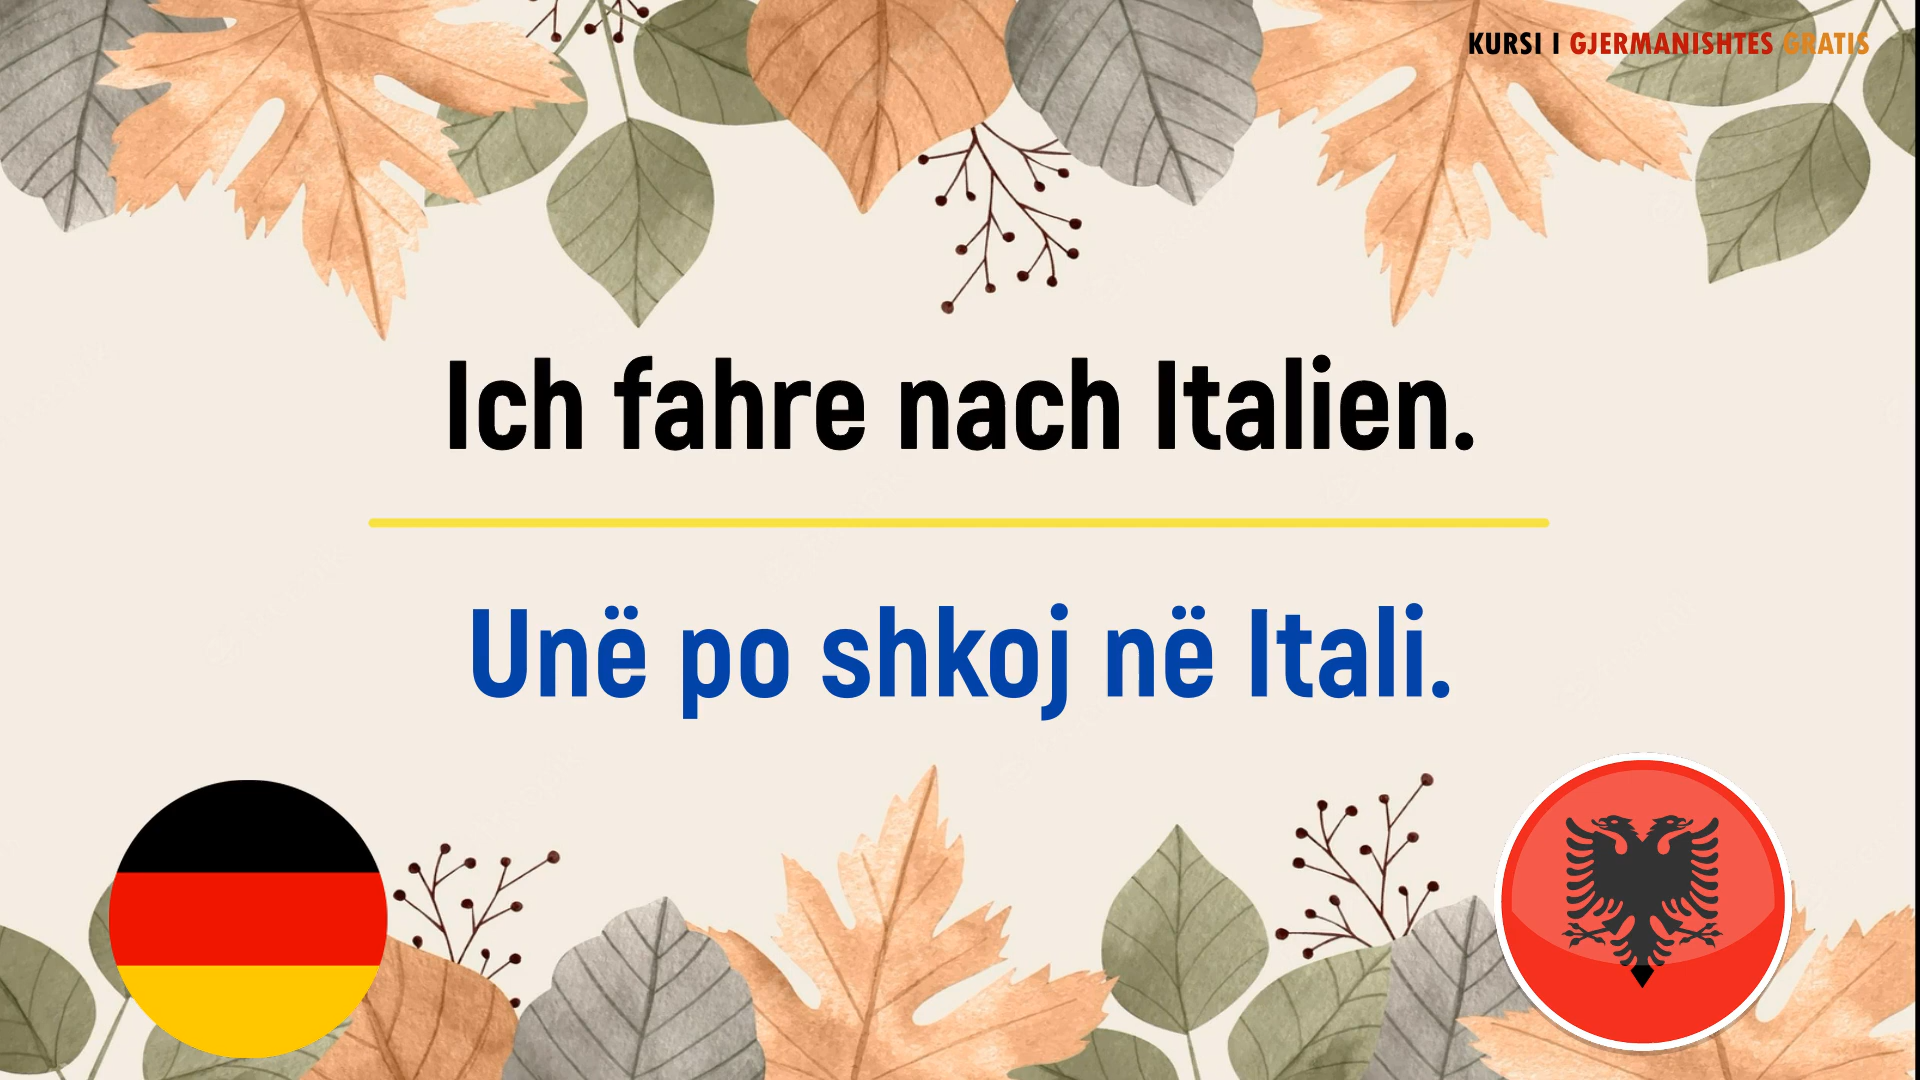 KURSI I GJERMANISHTES GRATIS
Ich fahre nach Italien.
Unë po shkoj në Itali.